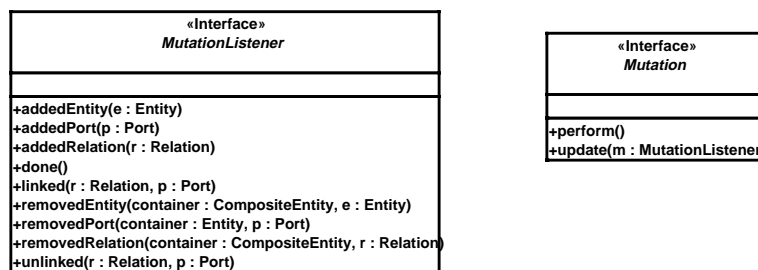 «Interface»
MutationListener
+addedEntity(e : Entity)
+addedPort(p : Port)
+addedRelation(r : Relation)
+done()
+linked(r : Relation, p : Port)
+removedEntity(container : CompositeEntity, e : Entity)
+removedPort(container : Entity, p : Port)
+removedRelation(container : CompositeEntity, r : Relation)
+unlinked(r : Relation, p : Port)
«Interface»
Mutation
+perform()
+update(m : MutationListener